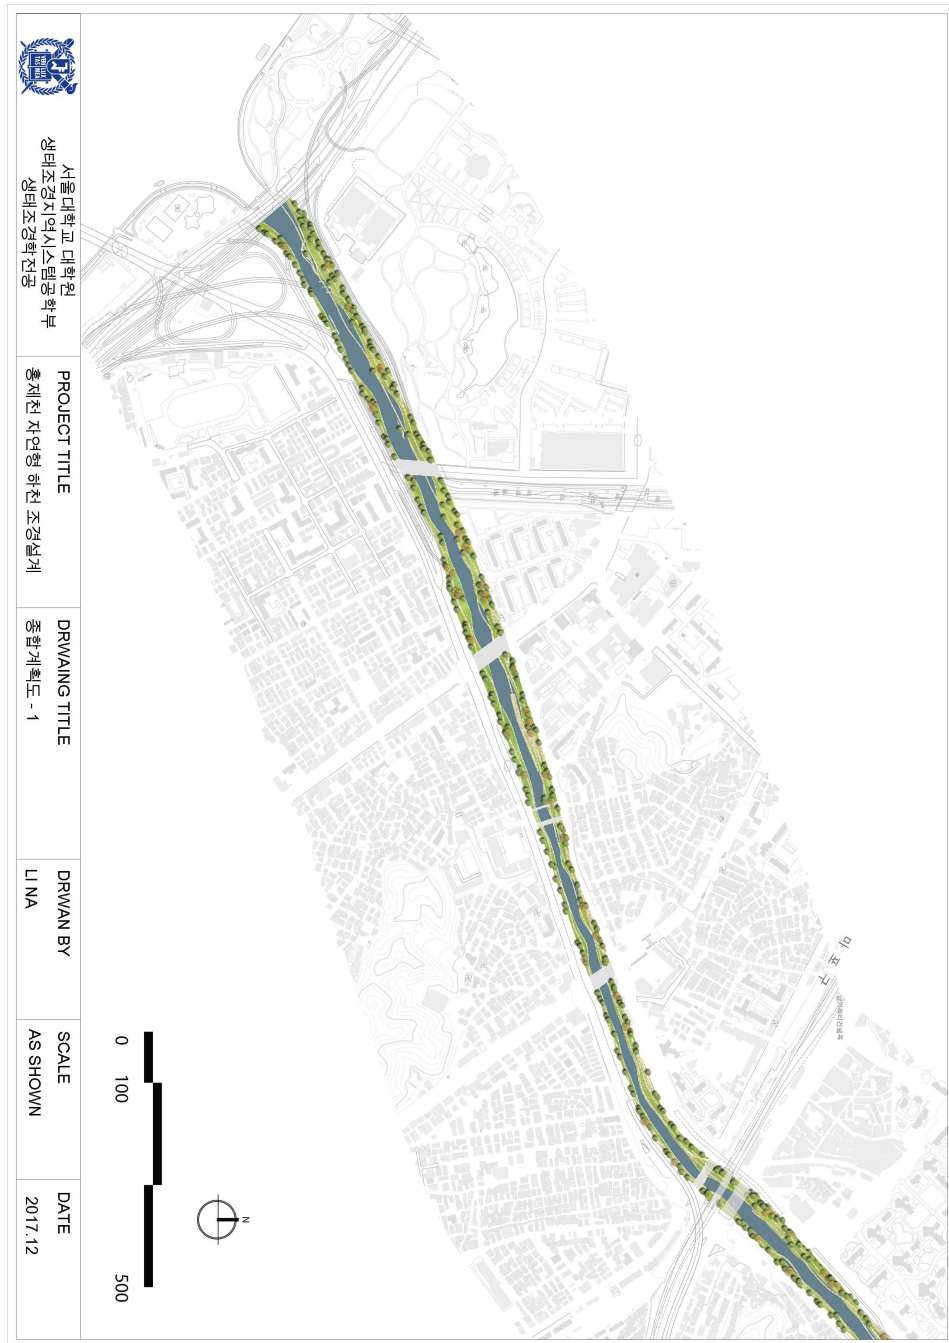 서울대학교 대학원
생태조경지역시스템공학부
생태조경학전공
PROJECT TITLE
홍제천 자연형 하천 조경설계
DRWAING TITLE
종합계획도 - 1
DRWAN BY
LI NA
SCALE
AS SHOWN
DATE
2017.12
0
100
500
N